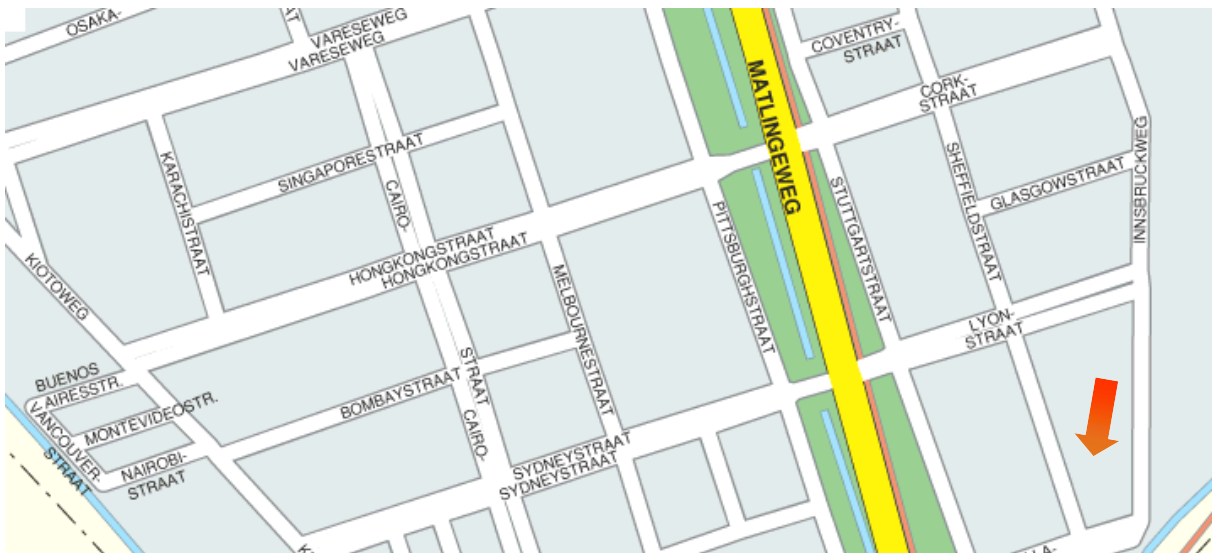 OSAKA-
AT
VARESEWEG
VARESEWEG
COVENTRY-
STRAAT
MATLINGEWEG
CORK-
STRAAT
INNSBRUCKWEG
KARACHISTRAAT
SINGAPORESTRAAT
CAIRO-
STRAAT
CAIRO-
SHEFFIELDSTRAAT
GLASGOWSTRAAT
STUTTGARTSTRAAT
PITTSBURGHSTRAAT
HONGKONGSTRAAT
HONGKONGSTRAAT
KIOTOWEG
MELBOURNESTRAAT
LYON-
STRAAT
BUENOS
AIRESSTR.
MONTEVIDEOSTR.
VANCOUVER-
STRAAT
NAIROBI-
STRAAT
BOMBAYSTRAAT
SYDNEYSTRAAT
SYDNEYSTRAAT